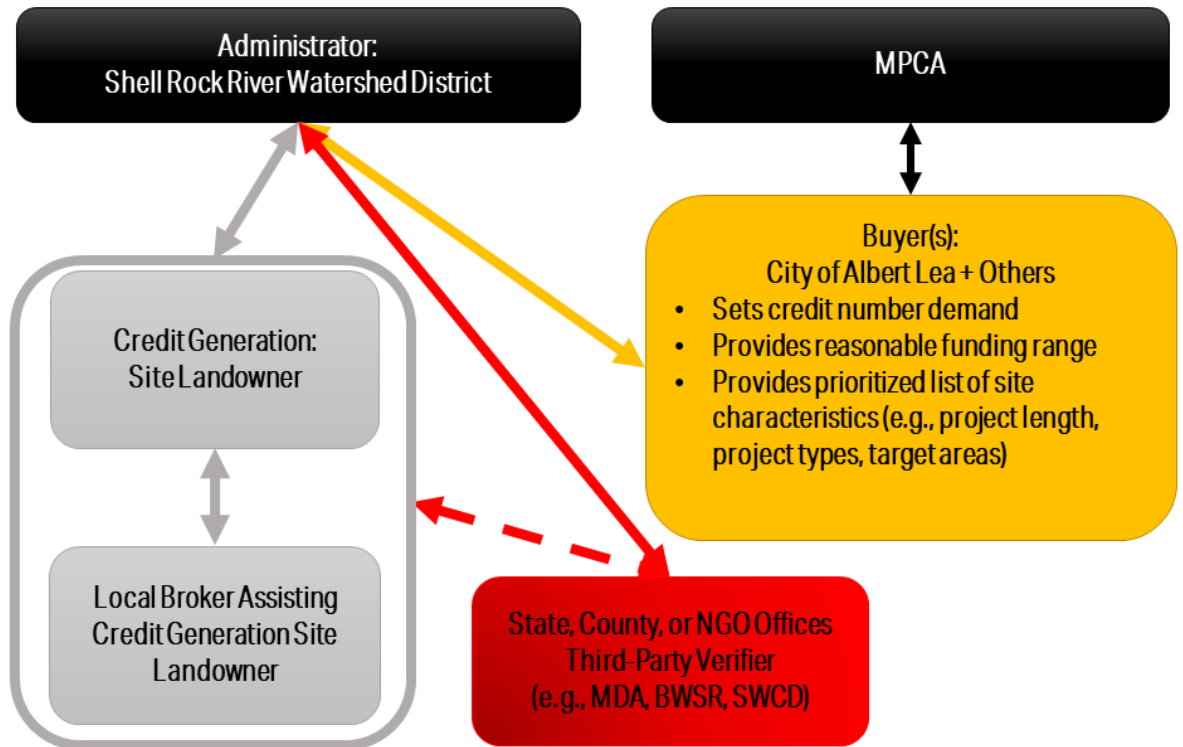 Administrator:
Shell Rock River Watershed District
MPCA
Buyer(s):
City of Albert Lea + Others
• Sets credit number demand
• Provides reasonable funding range
• Provides prioritized list of site
characteristics (e.g., project length,
project types, target areas)
Credit Generation:
Site Landowner
Local Broker Assisting
Credit Generation Site
Landowner
State, County, or NGO Offices
Third-Party Verifier
(e.g., MDA, BWSR, SWCD)